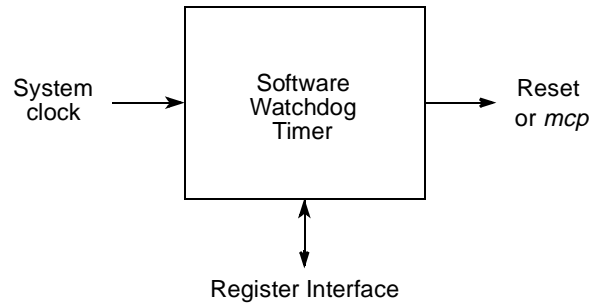 System
clock
Software
Watchdog
Timer
Reset
or mcp
Register Interface